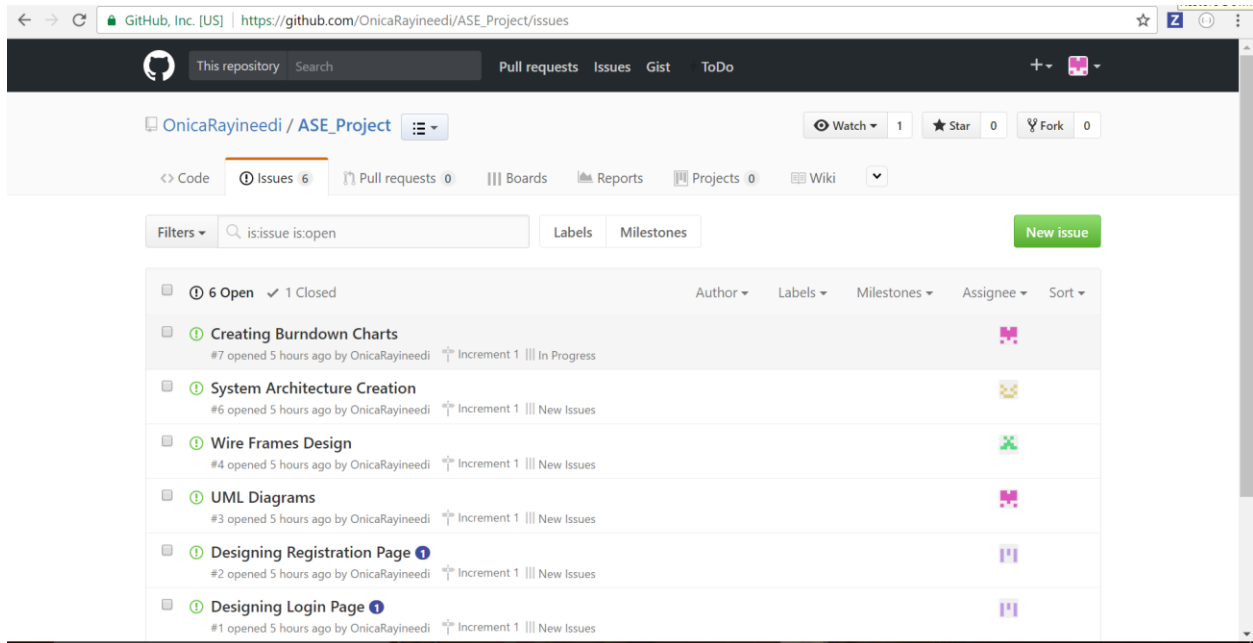 GitHub, Inc. [US] https://github.com/OnicaRayineedi/ASE_Project/issues
This repository Search Pull requests Issues Gist ToDo
OnicaRayineedi / ASE_Project Watch 1 Star 0 Fork 0
Code Issues 6 Pull requests 0 Boards Reports Projects 0 Wiki
Filters is:issue is:open Labels Milestones New issue
6 Open 1 Closed Author Labels Milestones Assignee Sort
Creating Burndown Charts
#7 opened 5 hours ago by OnicaRayineedi Increment 1 In Progress
System Architecture Creation
#6 opened 5 hours ago by OnicaRayineedi Increment 1 New Issues
Wire Frames Design
#4 opened 5 hours ago by OnicaRayineedi Increment 1 New Issues
UML Diagrams
#3 opened 5 hours ago by OnicaRayineedi Increment 1 New Issues
Designing Registration Page 1
#2 opened 5 hours ago by OnicaRayineedi Increment 1 New Issues
Designing Login Page 1
#1 opened 5 hours ago by OnicaRayineedi Increment 1 New Issues